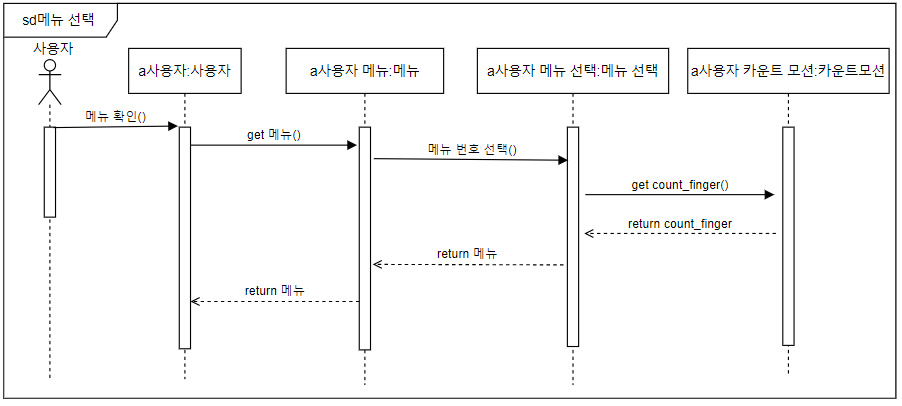 sd메뉴 선택
사용자
a사용자:사용자
a사용자 메뉴:메뉴
a사용자 메뉴 선택:메뉴 선택
a사용자 카운트 모션:카운트모션
메뉴 확인()
get 메뉴()
메뉴 번호 선택()
get count_finger()
return count_finger
return 메뉴
return 메뉴